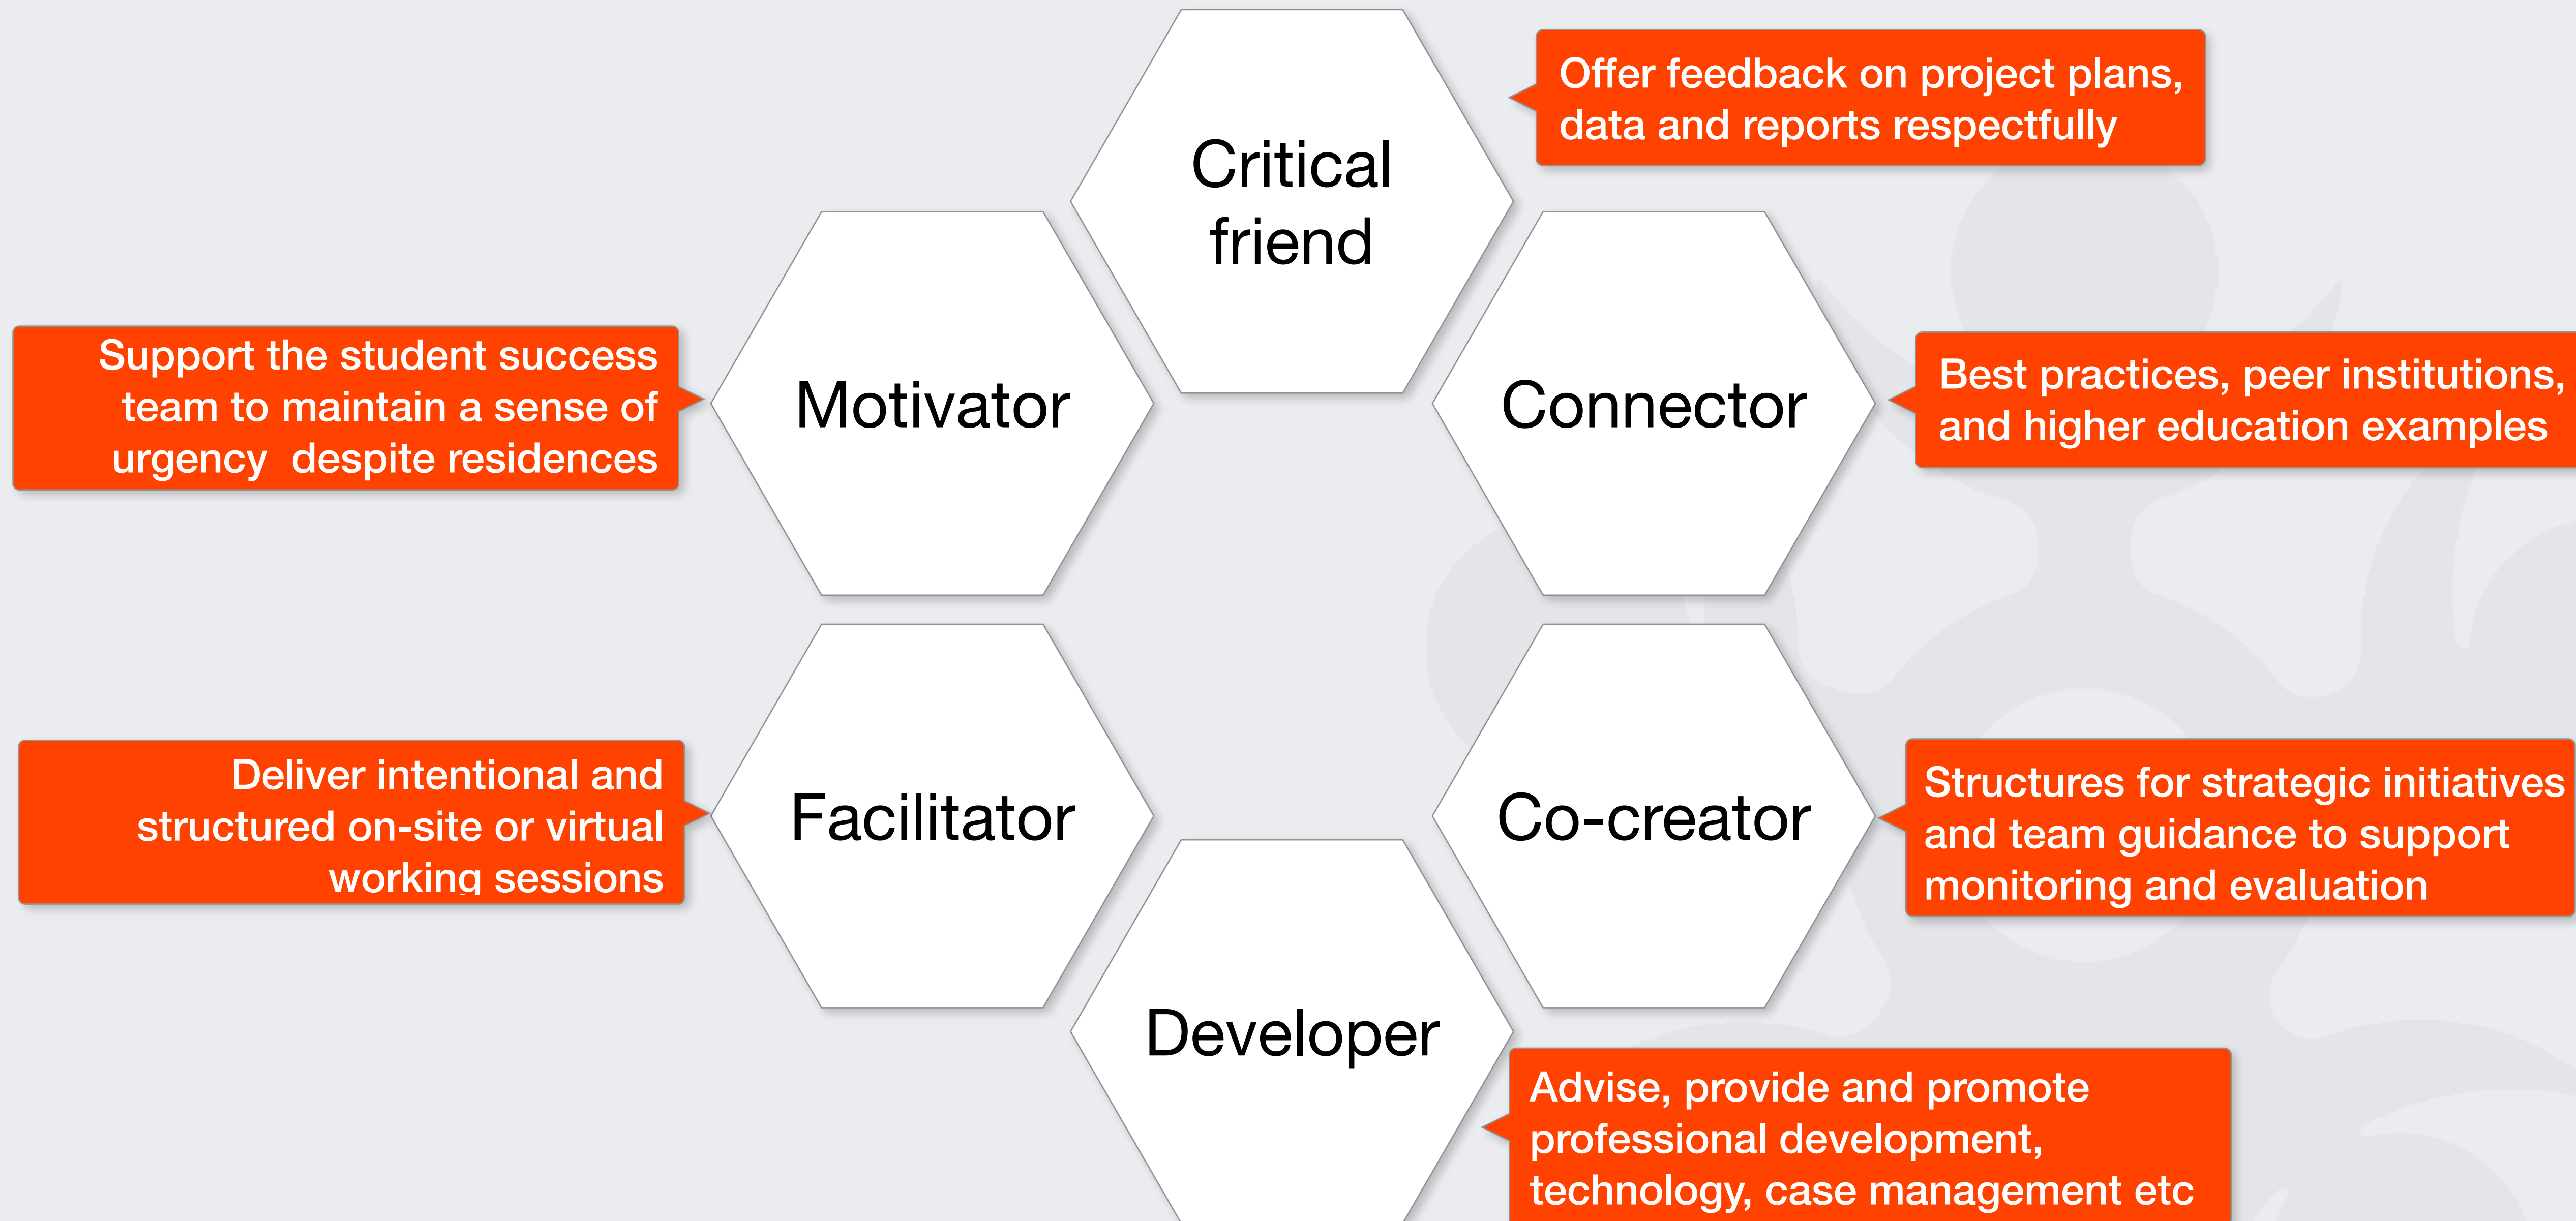 Critical
friend
Offer feedback on project plans,
data and reports respectfully
Motivator
Support the student success
team to maintain a sense of
urgency  despite residences
Connector
Best practices, peer institutions,
and higher education examples
Facilitator
Deliver intentional and
structured on-site or virtual
working sessions
Co-creator
Structures for strategic initiatives
and team guidance to support
monitoring and evaluation
Developer
Advise, provide and promote
professional development,
technology, case management etc